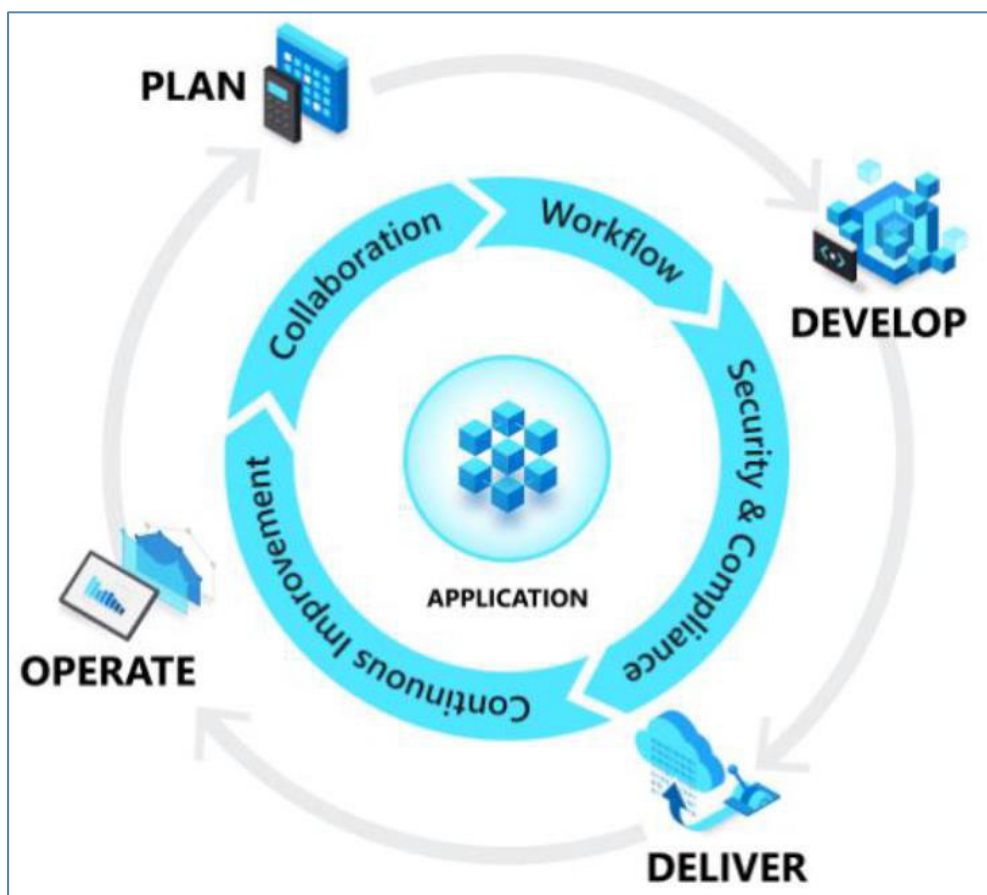 PLAN
DEVELOP
DELIVER
OPERATE
Collaboration
Workflow
Security & Compliance
Continuous Improvement
APPLICATION